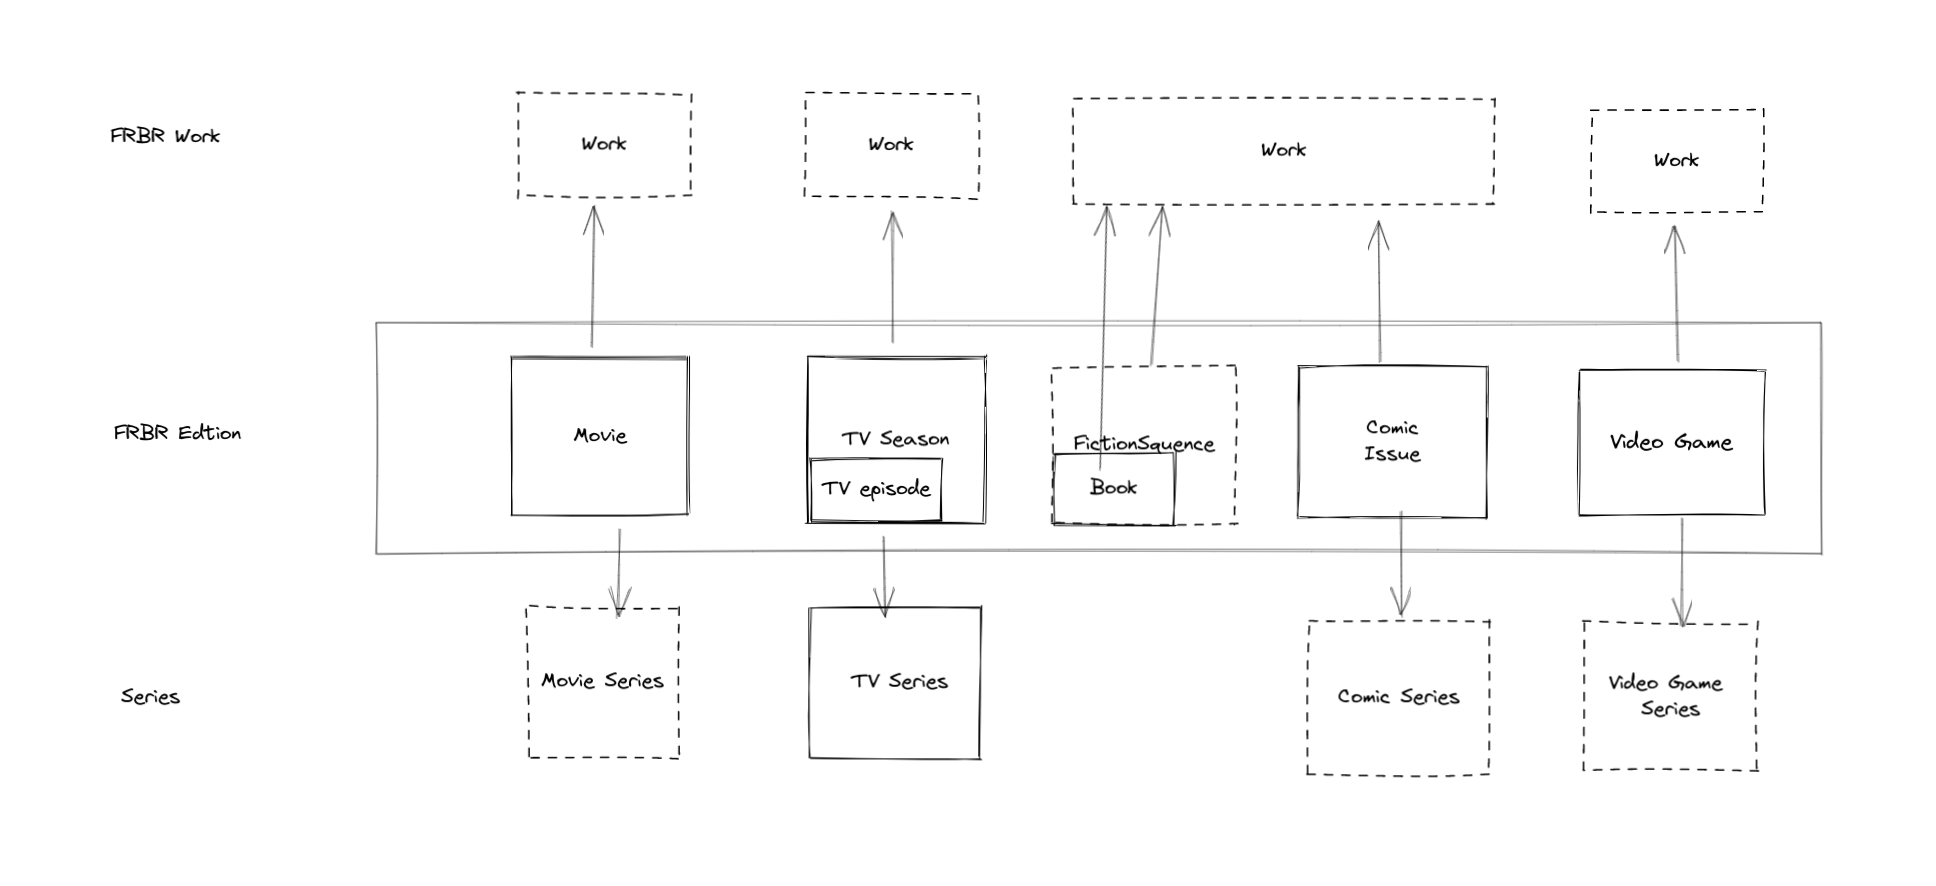 FRBR Work
Work
Work
Work
Work
FRBR Edtion
Movie
TV Season
TV episode
FictionSquence
Book
Comic
Issue
Video Game
Series
Movie Series
TV Series
Comic Series
Video Game
Series